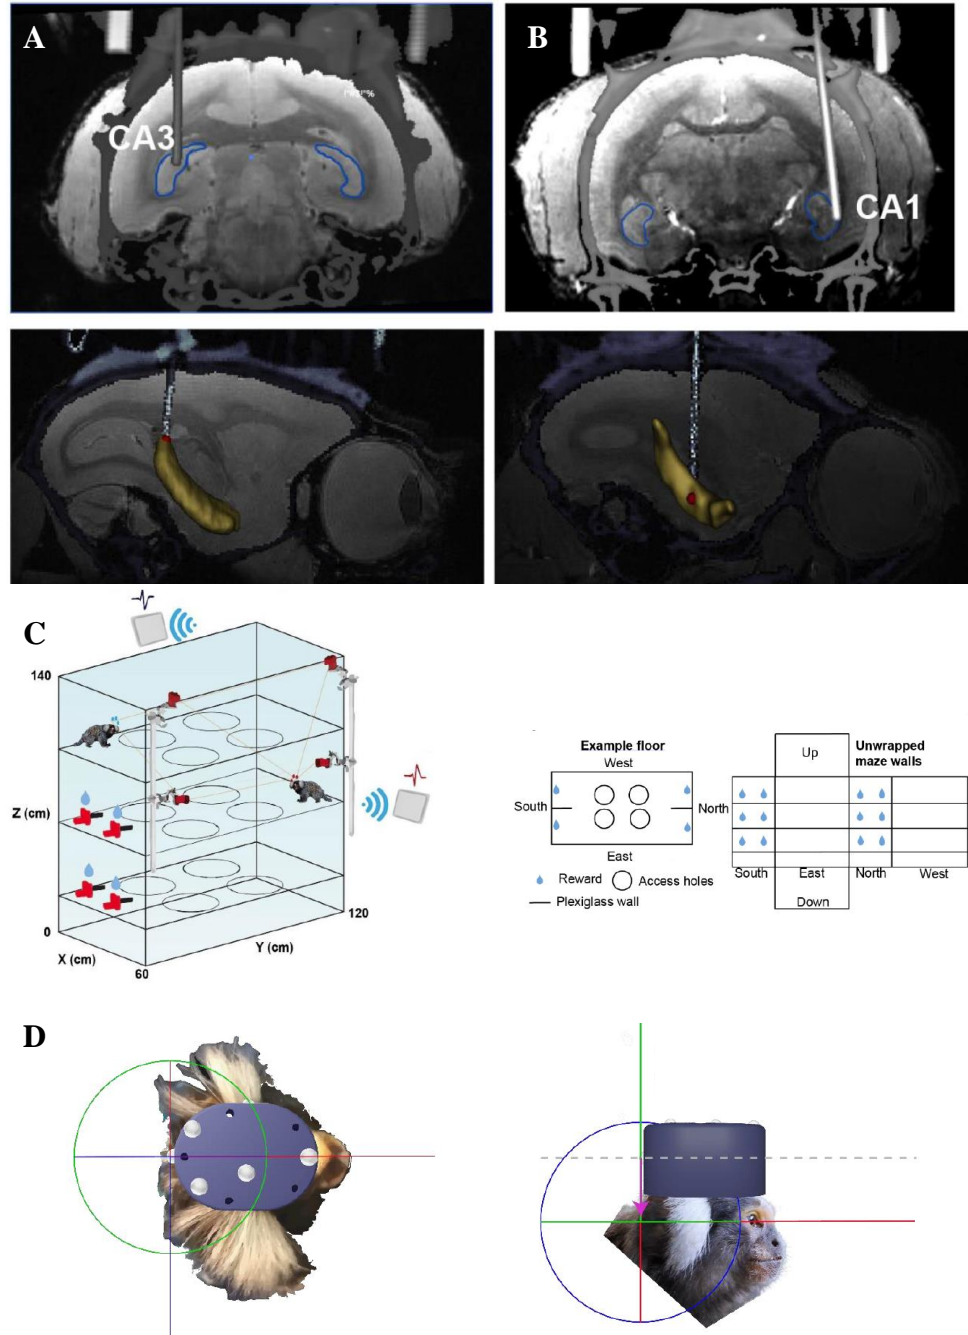 A
B
CA3
CA1
C
140
Z (cm)
0
X (cm)
60
Y (cm)
120
Example floor
West
South
North
East
Reward
Access holes
Plexiglass wall
Up
Unwrapped
maze walls
South
East
North
West
Down
D